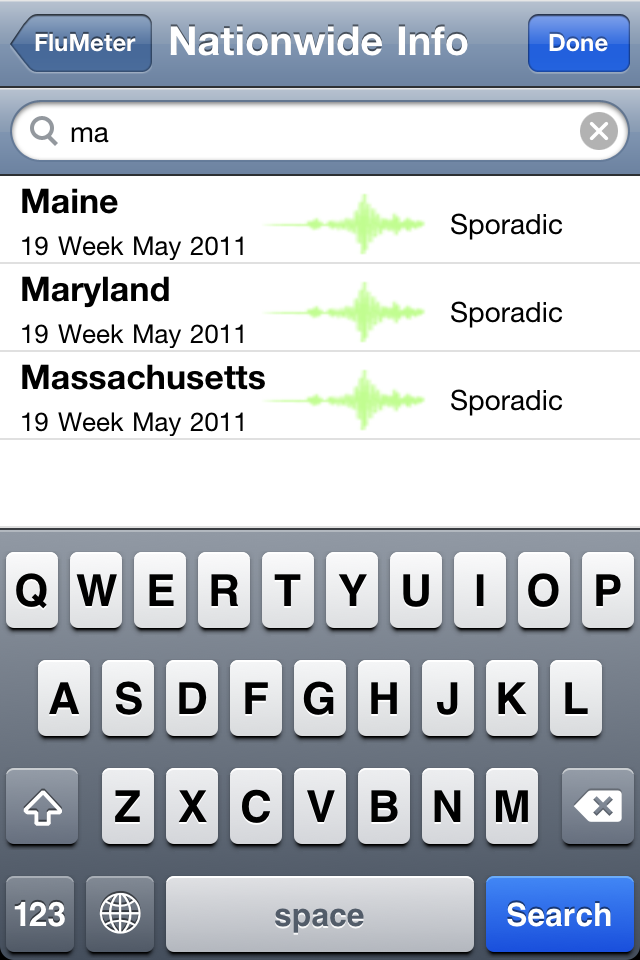 FluMeter Nationwide Info Done
ma
Maine
19 Week May 2011
Sporadic
Maryland
19 Week May 2011
Sporadic
Massachusetts
19 Week May 2011
Sporadic
Q W E R T Y U I O P
A S D F G H J K L
Z X C V B N M
123 space Search